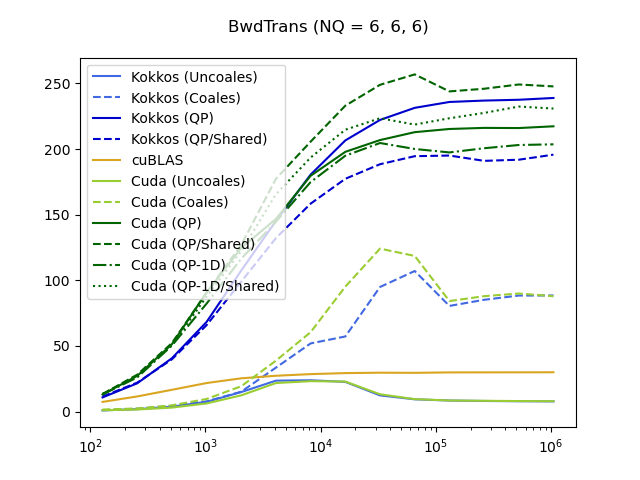 BwdTrans (NQ = 6, 6, 6)
250
200
150
100
50
0
Kokkos (Uncoales)
Kokkos (Coales)
Kokkos (QP)
Kokkos (QP/Shared)
cuBLAS
Cuda (Uncoales)
Cuda (Coales)
Cuda (QP)
Cuda (QP/Shared)
Cuda (QP-1D)
Cuda (QP-1D/Shared)
10² 10³ 10⁴ 10⁵ 10⁶